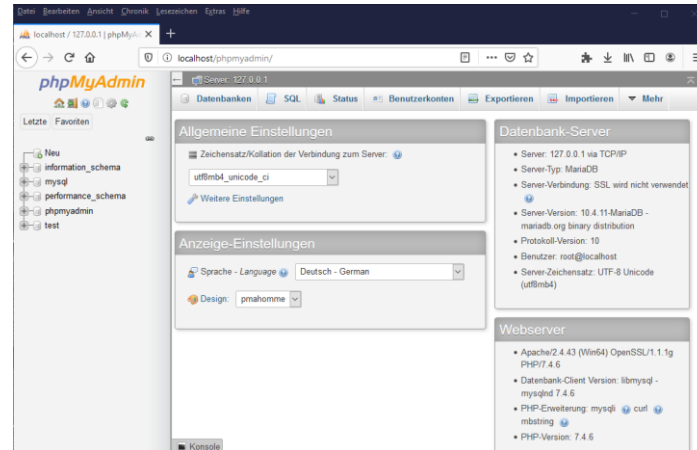 Datei Bearbeiten Ansicht Chronik Lesezeichen Extras Hilfe
localhost / 127.0.0.1 | phpMyAd
localhost/phpmyadmin/
phpMyAdmin
Letzte Favoriten
Neu
information_schema
mysql
performance_schema
phpmyadmin
test
Server: 127.0.0.1
Datenbanken SQL Status Benutzerkonten Exportieren Importieren Mehr
Allgemeine Einstellungen
Zeichensatz/Kollation der Verbindung zum Server:
utf8mb4_unicode_ci
Weitere Einstellungen
Anzeige-Einstellungen
Sprache - Language Deutsch - German
Design: pmahomme
Datenbank-Server
Server: 127.0.0.1 via TCP/IP
Server-Typ: MariaDB
Server-Verbindung: SSL wird nicht verwendet
Server-Version: 10.4.11-MariaDB -
mariadb.org binary distribution
Protokoll-Version: 10
Benutzer: root@localhost
Server-Zeichensatz: UTF-8 Unicode
(utf8mb4)
Webserver
Apache/2.4.43 (Win64) OpenSSL/1.1.1g
PHP/7.4.6
Datenbank-Client Version: libmysql -
mysqlnd 7.4.6
PHP-Erweiterung: mysqli curl
mbstring
PHP-Version: 7.4.6
Konsole